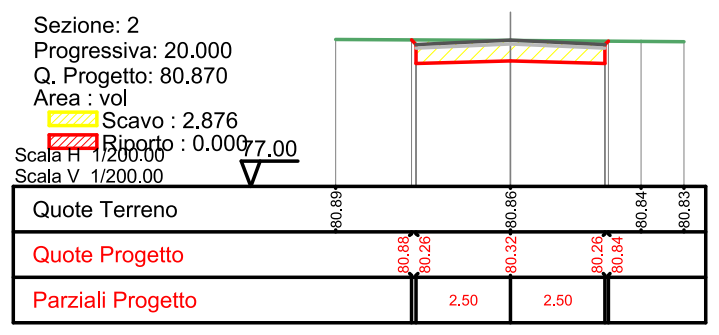 Sezione: 2
Progressiva: 20.000
Q. Progetto: 80.870
Area : vol
Scavo : 2.876
Riporto : 0.000
Scala H 1/200.00
Scala V 1/200.00
77.00
Quote Terreno 80.89 80.86 80.84 80.83
Quote Progetto 80.88 80.26 80.32 80.26 80.84
Parziali Progetto 2.50 2.50